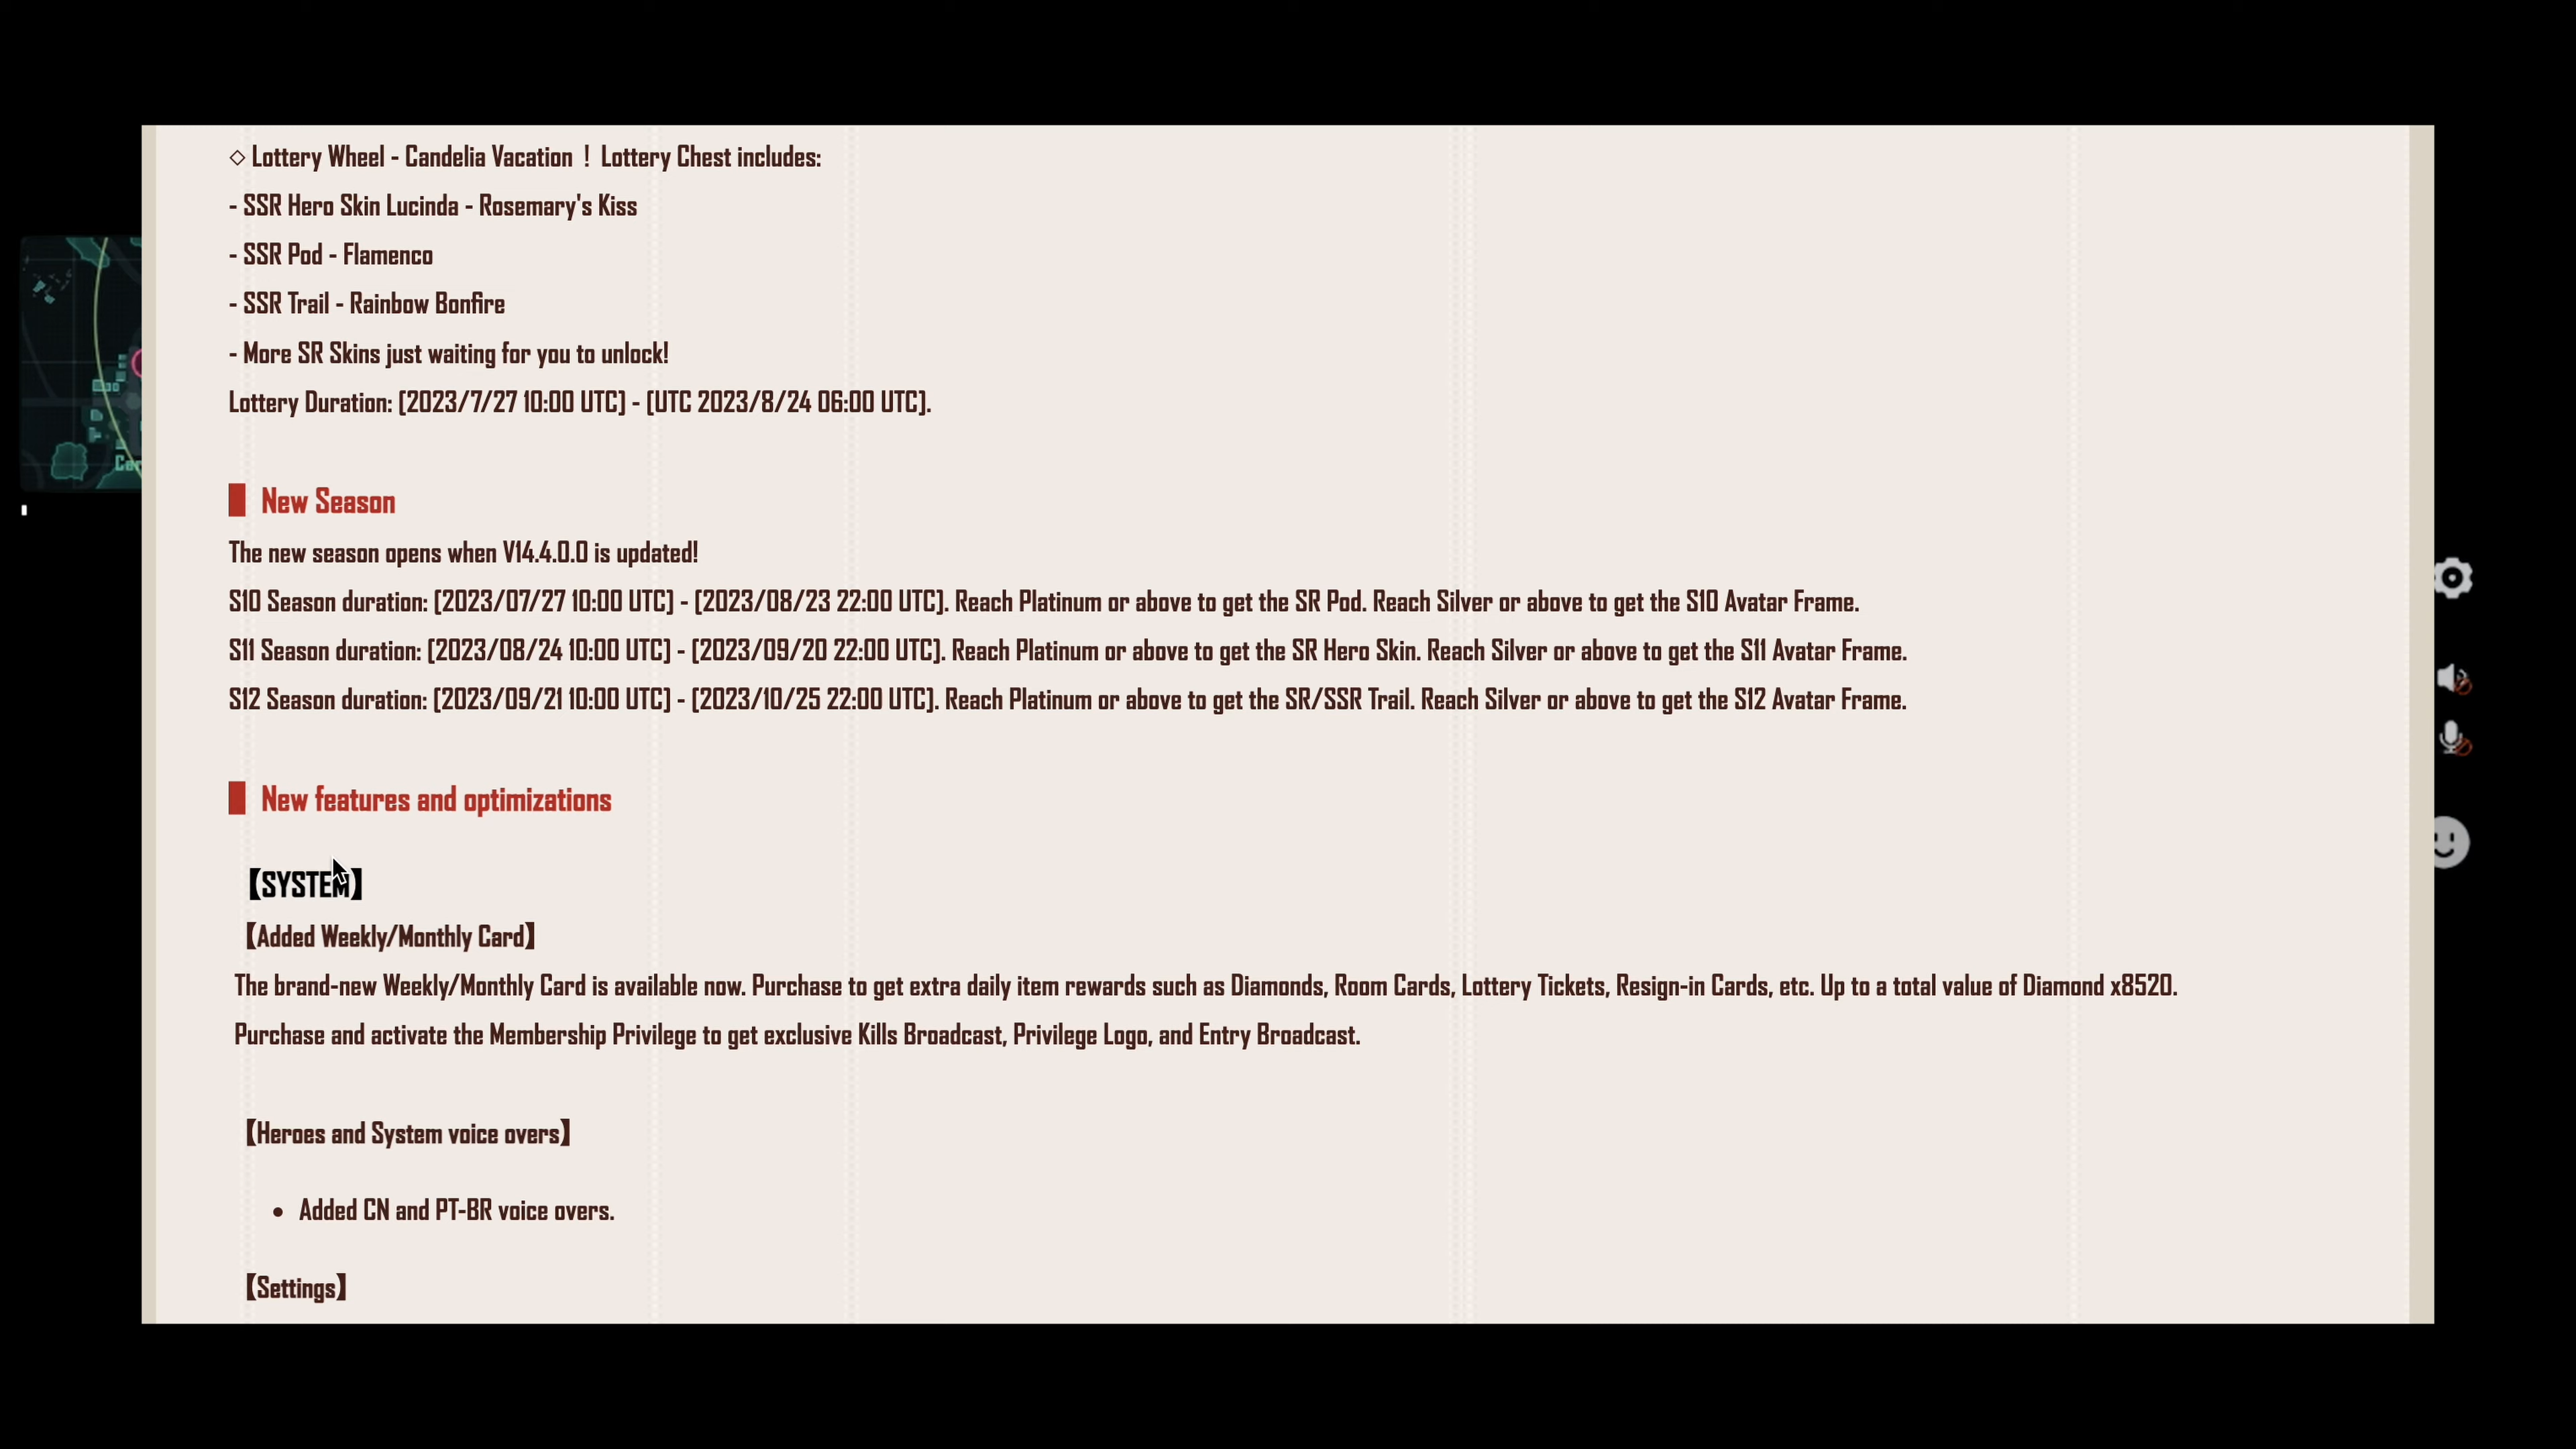 ◇ Lottery Wheel - Candelia Vacation ! Lottery Chest includes:
- SSR Hero Skin Lucinda - Rosemary's Kiss
- SSR Pod - Flamenco
- SSR Trail - Rainbow Bonfire
- More SR Skins just waiting for you to unlock!
Lottery Duration: [2023/7/27 10:00 UTC] - [UTC 2023/8/24 06:00 UTC].
New Season
The new season opens when V14.4.0.0 is updated!
S10 Season duration: [2023/07/27 10:00 UTC] - [2023/08/23 22:00 UTC]. Reach Platinum or above to get the SR Pod. Reach Silver or above to get the S10 Avatar Frame.
S11 Season duration: [2023/08/24 10:00 UTC] - [2023/09/20 22:00 UTC]. Reach Platinum or above to get the SR Hero Skin. Reach Silver or above to get the S11 Avatar Frame.
S12 Season duration: [2023/09/21 10:00 UTC] - [2023/10/25 22:00 UTC]. Reach Platinum or above to get the SR/SSR Trail. Reach Silver or above to get the S12 Avatar Frame.
New features and optimizations
【SYSTEM】
【Added Weekly/Monthly Card】
The brand-new Weekly/Monthly Card is available now. Purchase to get extra daily item rewards such as Diamonds, Room Cards, Lottery Tickets, Resign-in Cards, etc. Up to a total value of Diamond x8520.
Purchase and activate the Membership Privilege to get exclusive Kills Broadcast, Privilege Logo, and Entry Broadcast.
【Heroes and System voice overs】
• Added CN and PT-BR voice overs.
【Settings】